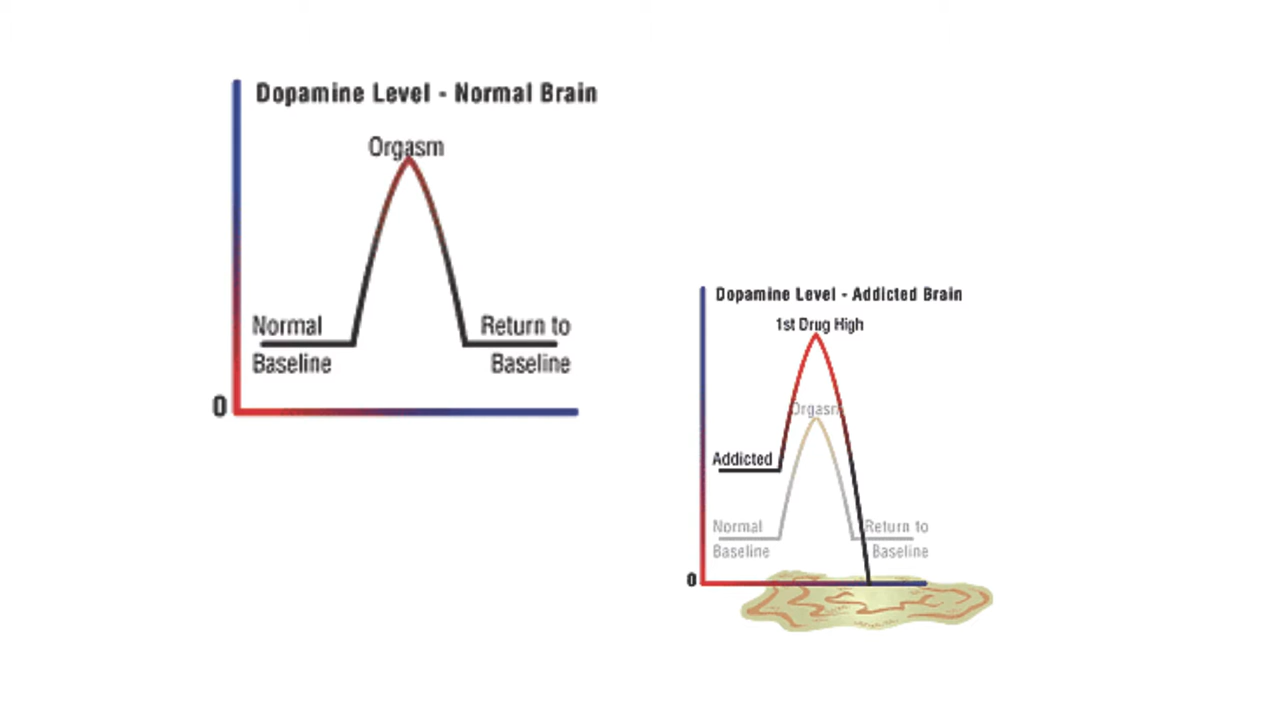 Dopamine Level - Normal Brain
Orgasm
Normal
Baseline
Return to
Baseline
0
Dopamine Level - Addicted Brain
1st Drug High
Orgasm
Addicted
Normal
Baseline
Return to
Baseline
0